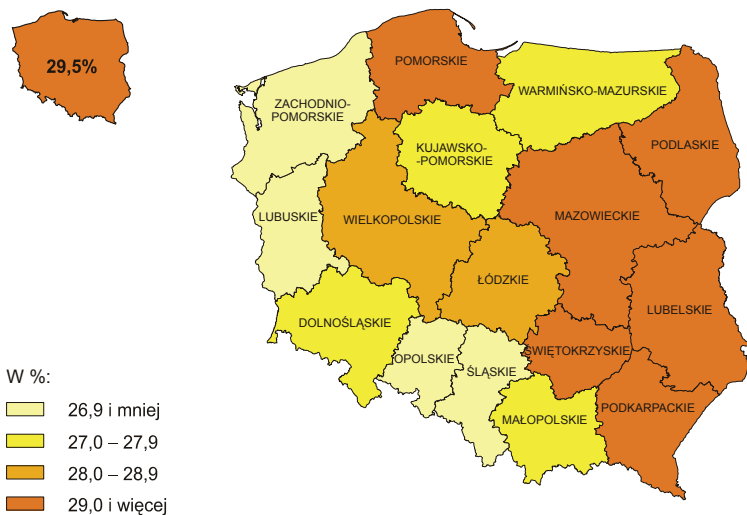 29,5%
POMORSKIE
WARMIŃSKO-MAZURSKIE
ZACHODNIO-
POMORSKIE
KUJAWSKO-
-POMORSKIE
PODLASKIE
LUBUSKIE
WIELKOPOLSKIE
MAZOWIECKIE
ŁÓDZKIE
LUBELSKIE
DOLNOŚLĄSKIE
OPOLSKIE
ŚLĄSKIE
ŚWIĘTOKRZYSKIE
MAŁOPOLSKIE
PODKARPACKIE
W %:
26,9 i mniej
27,0 – 27,9
28,0 – 28,9
29,0 i więcej